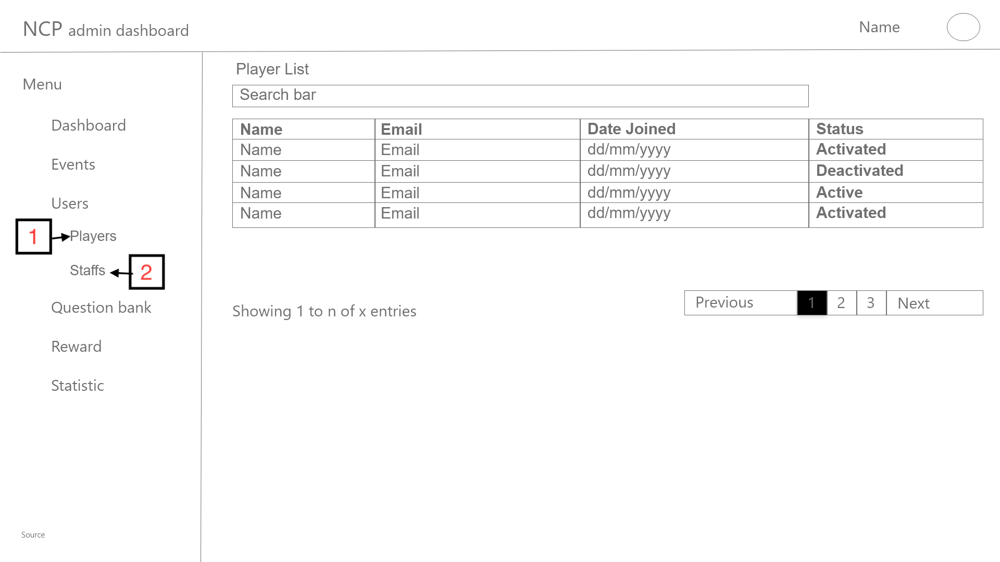 NCP admin dashboard
Name
Menu
Dashboard
Events
Users
1
Players
Staffs
2
Question bank
Reward
Statistic
Source
Player List
Search bar
Name Email Date Joined Status
Name Email dd/mm/yyyy Activated
Name Email dd/mm/yyyy Deactivated
Name Email dd/mm/yyyy Active
Name Email dd/mm/yyyy Activated
Showing 1 to n of x entries
Previous 1 2 3 Next